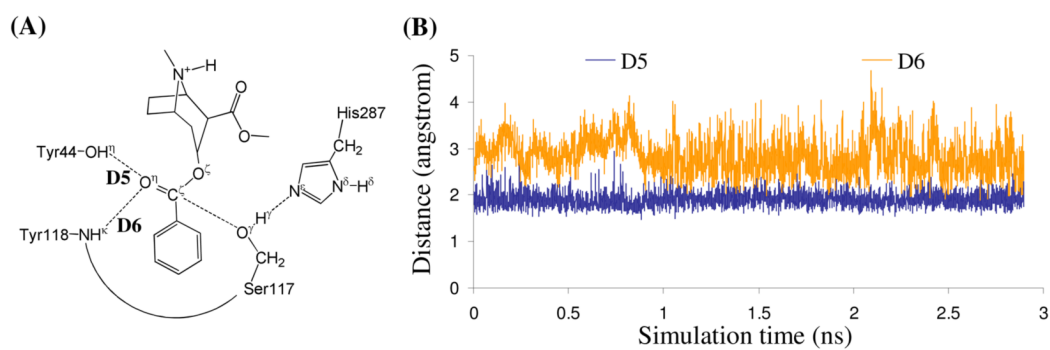 (A)
N+
H
O
O
His287
CH2
Tyr44
OHη
Oζ
D5
Oη
Cζ
Nε
Nδ
Hδ
Hγ
D6
Tyr118
NHκ
Oγ
CH2
Ser117
(B)
D5
D6
Distance (angstrom)
5
4
3
2
1
0
0
0.5
1
1.5
2
2.5
3
Simulation time (ns)